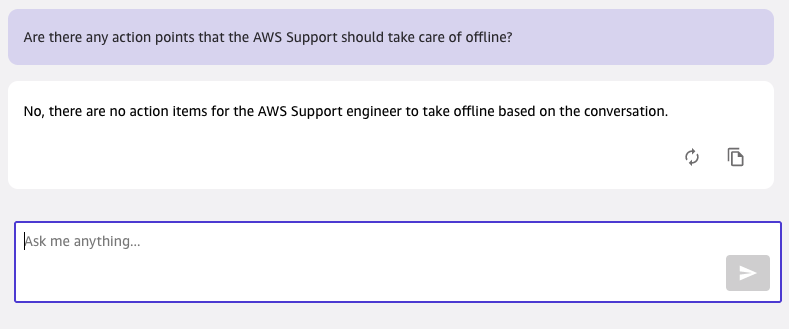 Are there any action points that the AWS Support should take care of offline?
No, there are no action items for the AWS Support engineer to take offline based on the conversation.
Ask me anything...